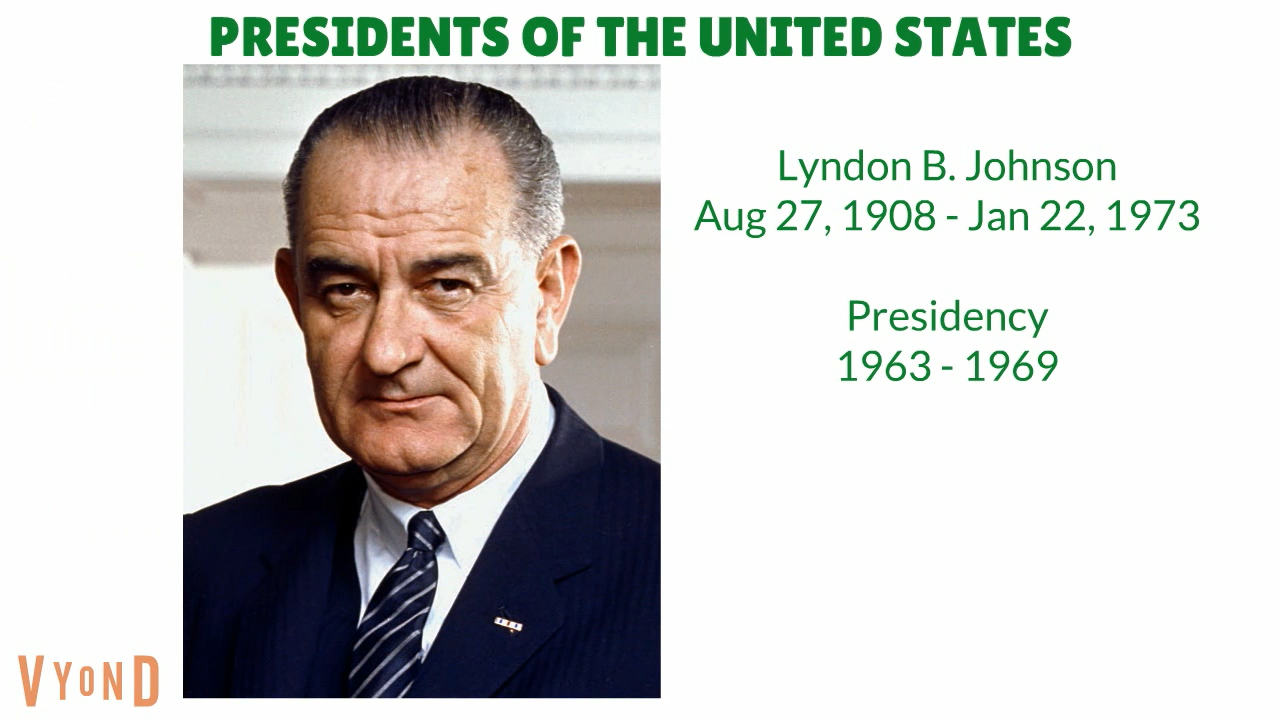 PRESIDENTS OF THE UNITED STATES
Lyndon B. Johnson
Aug 27, 1908 - Jan 22, 1973
Presidency
1963 - 1969
VYOND